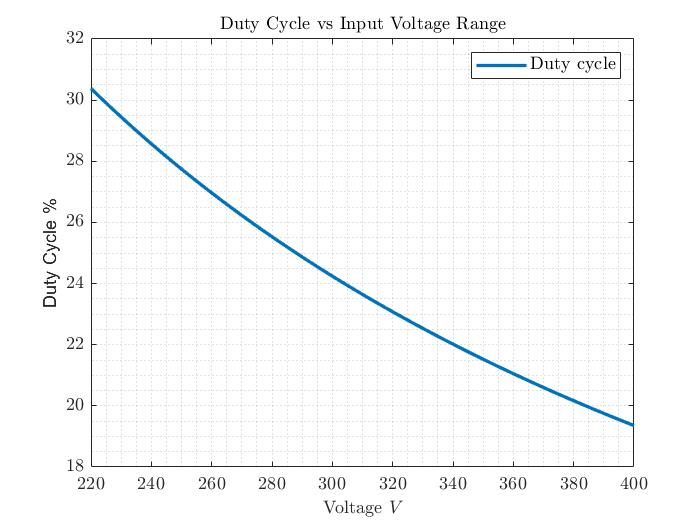 Duty Cycle vs Input Voltage Range
Duty cycle
32
30
28
26
24
22
20
18
Duty Cycle %
220 240 260 280 300 320 340 360 380 400
Voltage V